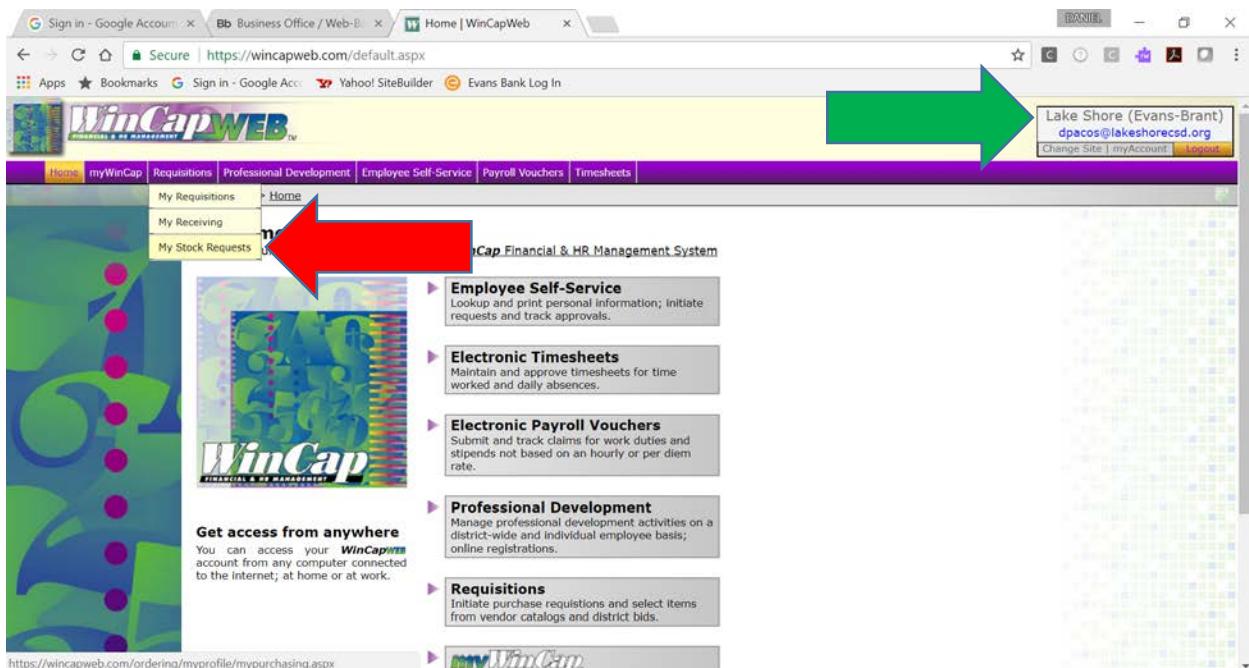 Sign in - Google Accoun
Bb Business Office / Web-B
Home | WinCapWeb
DANIEL
Secure | https://wincapweb.com/default.aspx
Apps Bookmarks Sign in - Google Acc Yahoo! SiteBuilder Evans Bank Log In
WinCapWEB™
FINANCIAL & HR MANAGEMENT
Lake Shore (Evans-Brant)
dpacos@lakeshorecsd.org
Change Site | myAccount Logout
Home myWinCap Requisitions Professional Development Employee Self-Service Payroll Vouchers Timesheets
My Requisitions
Home
My Receiving
My Stock Requests
Cap Financial & HR Management System
Employee Self-Service
Lookup and print personal information; initiate
requests and track approvals.
Electronic Timesheets
Maintain and approve timesheets for time
worked and daily absences.
Electronic Payroll Vouchers
Submit and track claims for work duties and
stipends not based on an hourly or per diem
rate.
WinCap
FINANCIAL & HR MANAGEMENT
Professional Development
Manage professional development activities on a
district-wide and individual employee basis;
online registrations.
Get access from anywhere
You can access your WinCapWEB
account from any computer connected
to the internet; at home or at work.
Requisitions
Initiate purchase requistions and select items
from vendor catalogs and district bids.
myWinCap
https://wincapweb.com/ordering/myprofile/mypurchasing.aspx